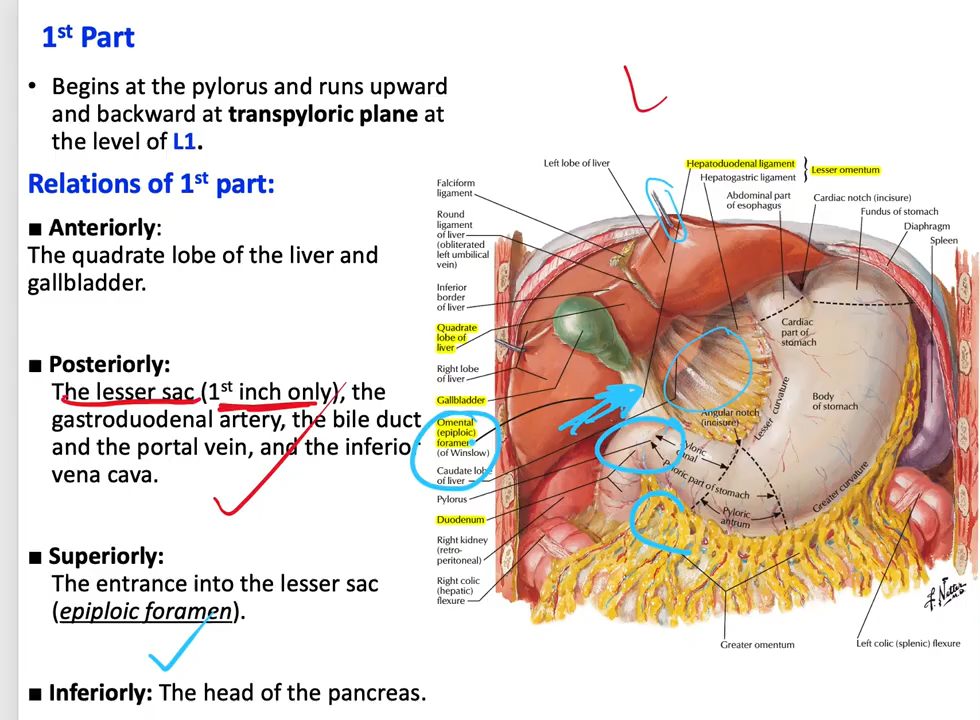 1st Part
• Begins at the pylorus and runs upward
and backward at transpyloric plane at
the level of L1.
Relations of 1st part:
■ Anteriorly:
The quadrate lobe of the liver and
gallbladder.
■ Posteriorly:
The lesser sac (1st inch only), the
gastroduodenal artery, the bile duct
and the portal vein, and the inferior
vena cava.
■ Superiorly:
The entrance into the lesser sac
(epiploic foramen).
■ Inferiorly: The head of the pancreas.
Left lobe of liver
Hepatoduodenal ligament
Hepatogastric ligament
Lesser omentum
Falciform
ligament
Round
ligament
of liver
(obliterated
left umbilical
vein)
Inferior
border
of liver
Quadrate
lobe of
liver
Right lobe
of liver
Gallbladder
Omental
(epiploic)
foramen
(of Winslow)
Caudate lobe
of liver
Pylorus
Duodenum
Right kidney
(retro-
peritoneal)
Right colic
(hepatic)
flexure
Abdominal part
of esophagus
Cardiac notch (incisure)
Fundus of stomach
Diaphragm
Spleen
Cardiac
part of
stomach
Body
of stomach
Lesser curvature
Angular notch
(incisure)
Pyloric
canal
Pyloric part of stomach
Pyloric
antrum
Greater curvature
Greater omentum
Left colic (splenic) flexure
F. Netter
M.D.